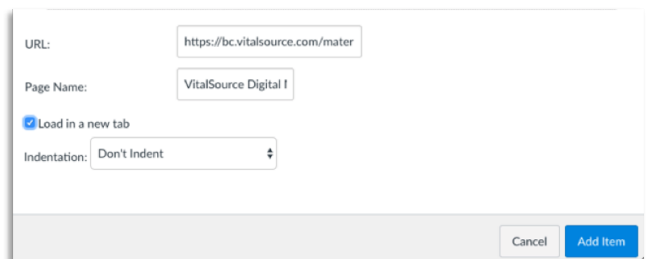 URL: https://bc.vitalsource.com/mater
Page Name: VitalSource Digital
Load in a new tab
Indentation: Don't Indent
Cancel Add Item